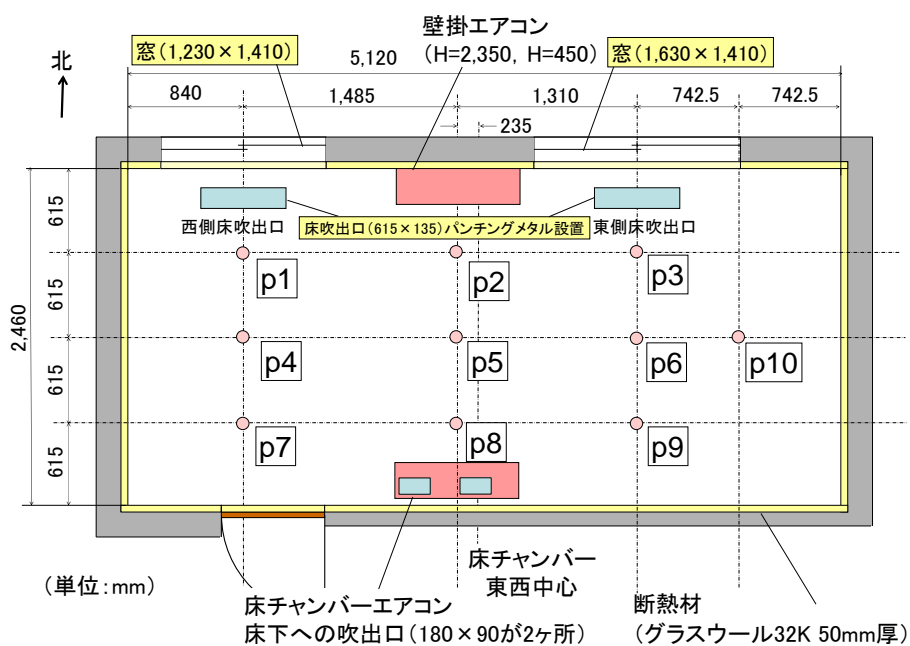 壁掛エアコン
(H=2,350, H=450)
窓(1,230×1,410)
5,120
窓(1,630×1,410)
北
840
1,485
1,310
742.5
742.5
235
615
615
615
615
2,460
西側床吹出口
床吹出口(615×135)パンチングメタル設置
東側床吹出口
p1
p2
p3
p4
p5
p6
p10
p7
p8
p9
(単位:mm)
床チャンバーエアコン
床下への吹出口(180×90が2ヶ所)
床チャンバー
東西中心
断熱材
(グラスウール32K 50mm厚)